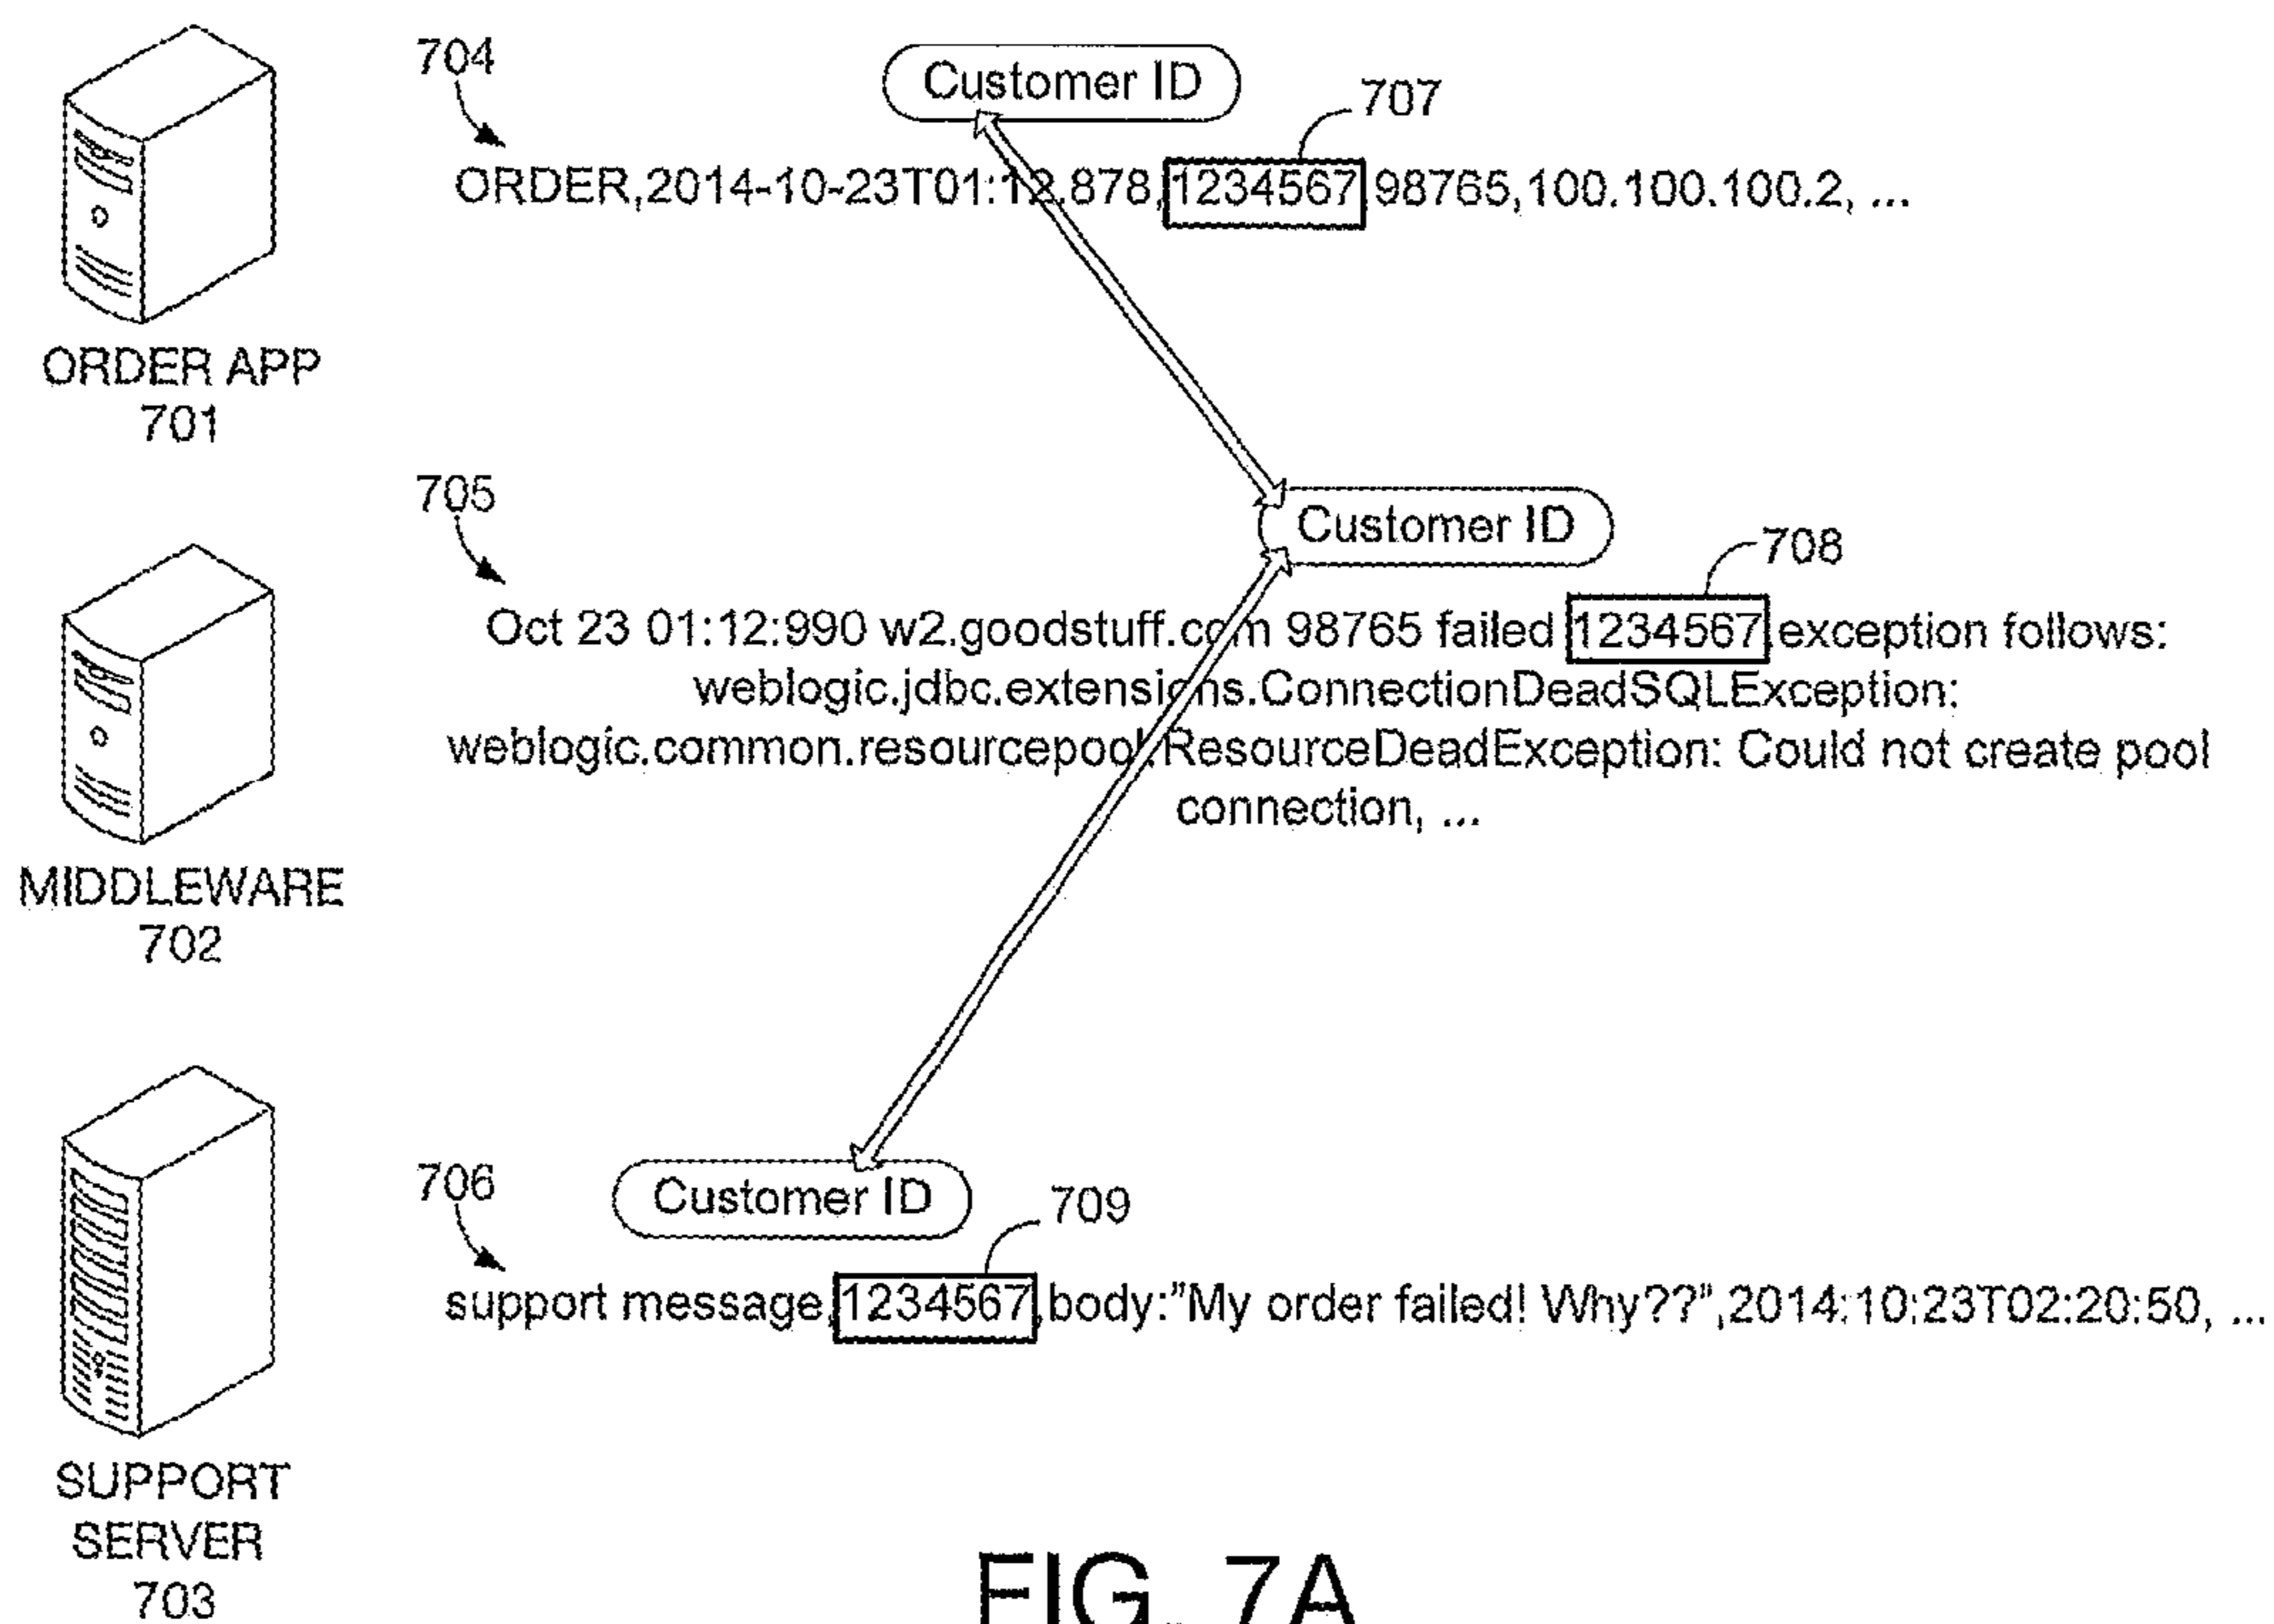 704
Customer ID
707
ORDER,2014-10-23T01:12.878,1234567,98765,100.100.100.2, ...
ORDER APP
701
705
Customer ID
708
Oct 23 01:12:990 w2.goodstuff.com 98765 failed 1234567,exception follows:
weblogic.jdbc.extensions.ConnectionDeadSQLException:
weblogic.common.resourcepool.ResourceDeadException: Could not create pool
connection, ...
MIDDLEWARE
702
706
Customer ID
709
support message,1234567,body:"My order failed! Why??",2014:10:23T02:20:50, ...
SUPPORT
SERVER
703
FIG. 7A